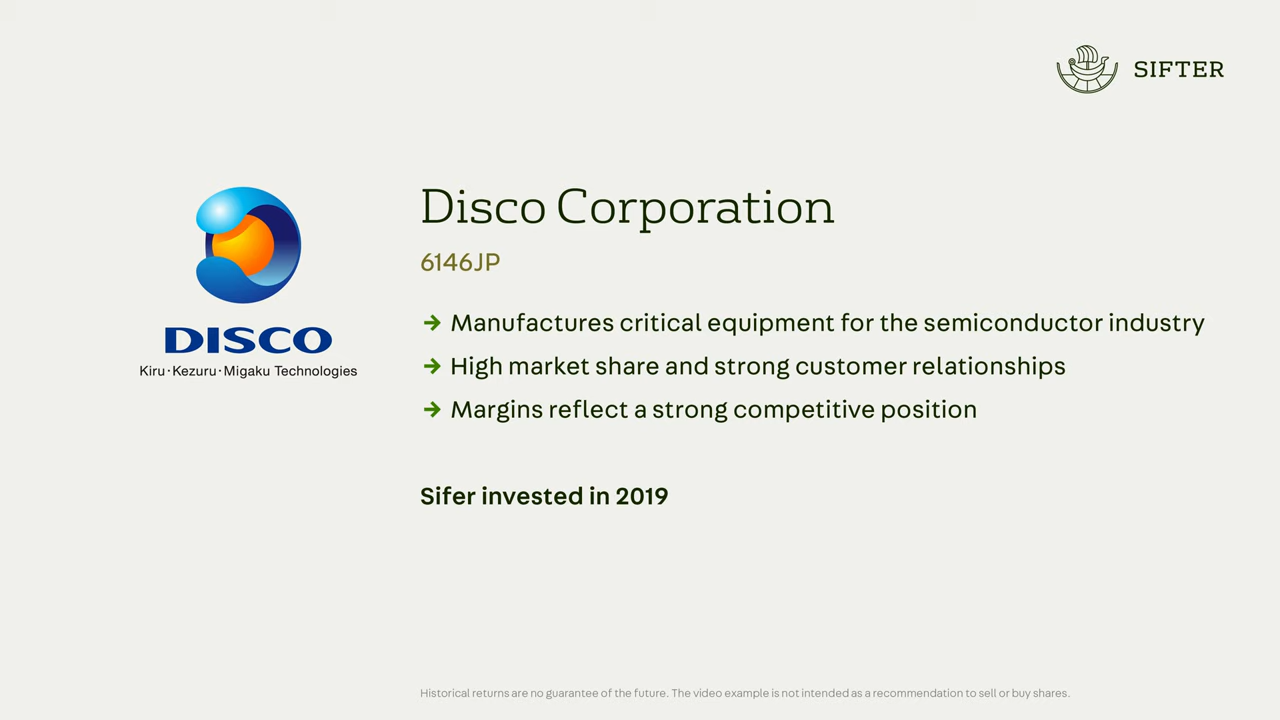 SIFTER
Disco Corporation
6146JP
→ Manufactures critical equipment for the semiconductor industry
→ High market share and strong customer relationships
→ Margins reflect a strong competitive position
Sifer invested in 2019
DISCO
Kiru·Kezuru·Migaku Technologies
Historical returns are no guarantee of the future. The video example is not intended as a recommendation to sell or buy shares.